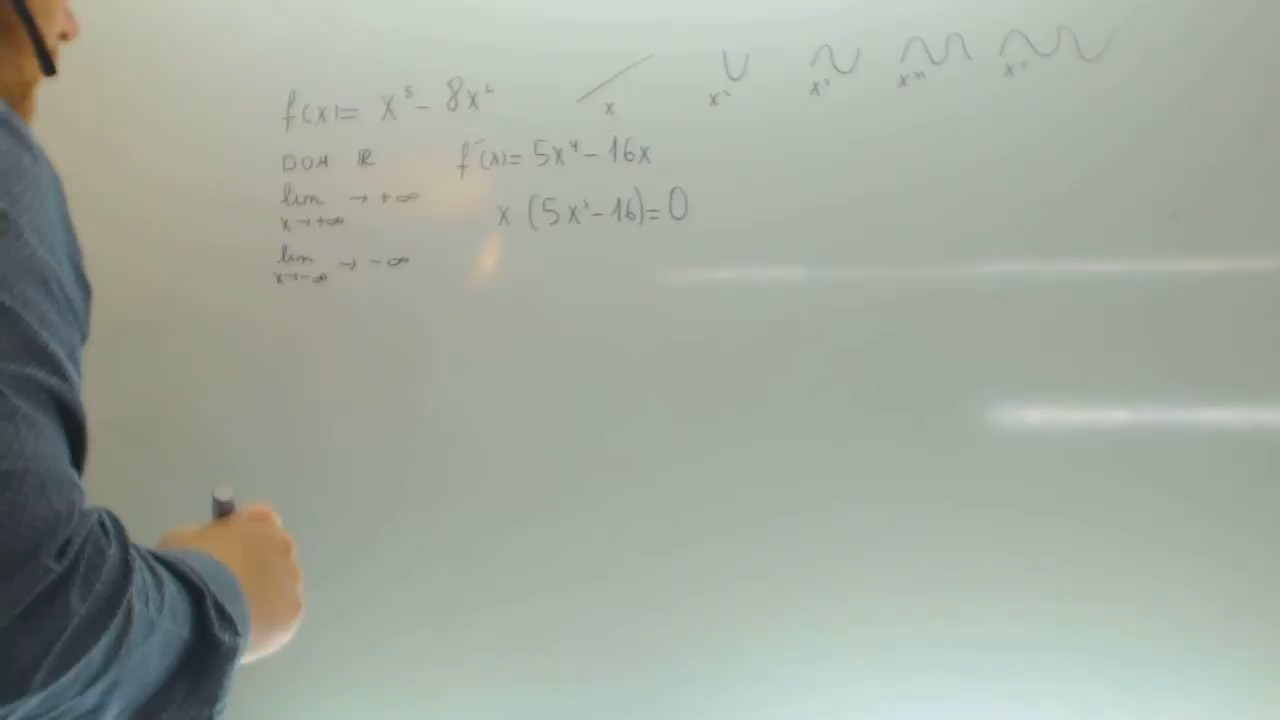 f(x)= x⁵- 8x²
DOM ℝ
lim → +∞
x→+∞
lim → -∞
x→-∞
f'(x)= 5x⁴- 16x
x (5x³-16)=0
x x² x³ x⁴ x⁵